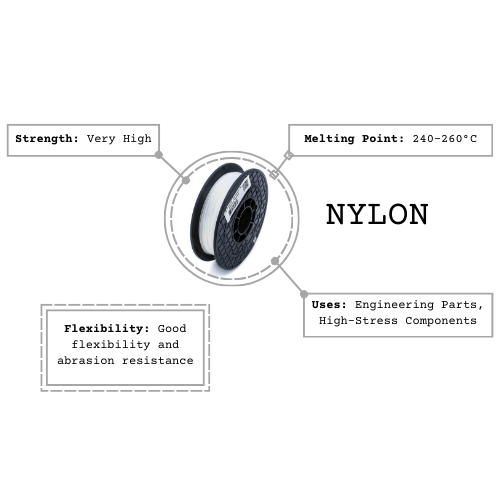 Strength: Very High
Melting Point: 240-260°C
NYLON
Uses: Engineering Parts,
High-Stress Components
Flexibility: Good
flexibility and
abrasion resistance